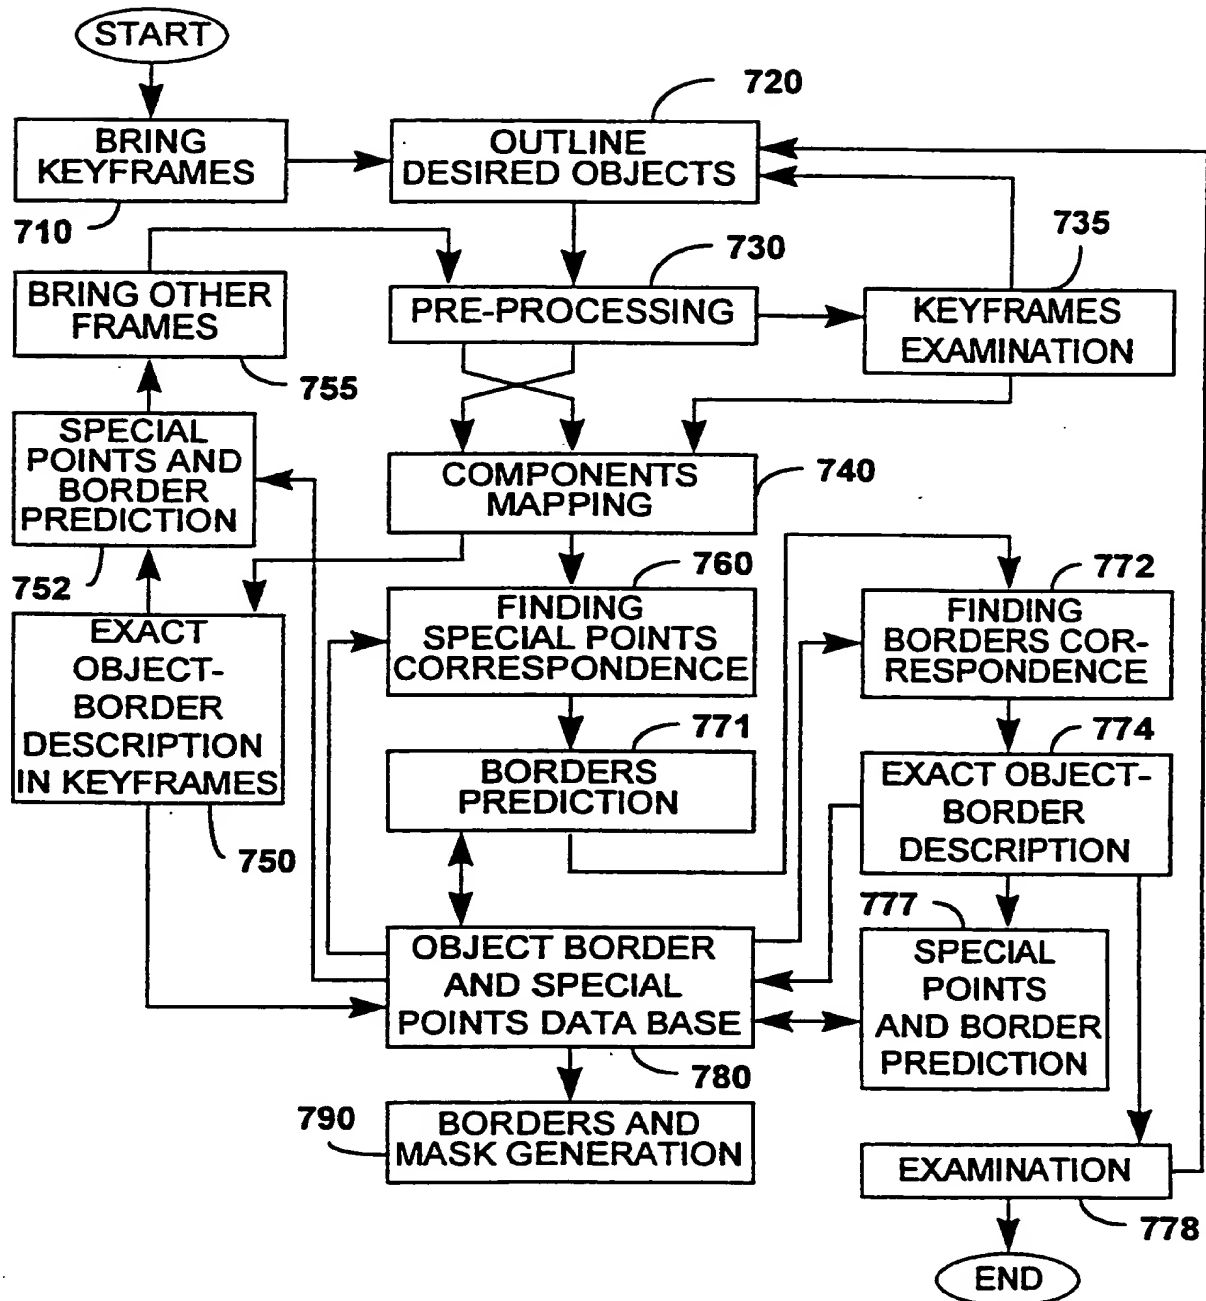 START
720
BRING
KEYFRAMES
OUTLINE
DESIRED OBJECTS
710
730
735
BRING OTHER
FRAMES
PRE-PROCESSING
KEYFRAMES
EXAMINATION
755
SPECIAL
POINTS AND
BORDER
PREDICTION
COMPONENTS
MAPPING
740
752
760
772
EXACT
OBJECT-
BORDER
DESCRIPTION
IN KEYFRAMES
FINDING
SPECIAL POINTS
CORRESPONDENCE
FINDING
BORDERS COR-
RESPONDENCE
771
774
BORDERS
PREDICTION
EXACT OBJECT-
BORDER
DESCRIPTION
750
777
OBJECT BORDER
AND SPECIAL
POINTS DATA BASE
SPECIAL
POINTS
AND BORDER
PREDICTION
780
790
BORDERS AND
MASK GENERATION
EXAMINATION
778
END